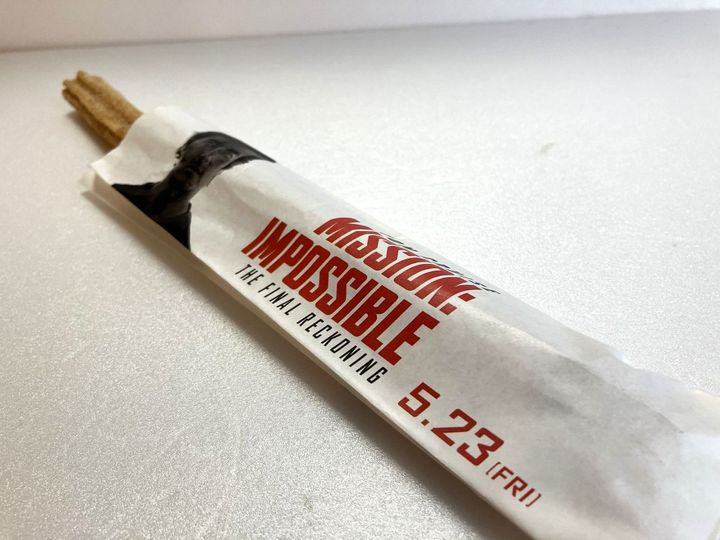 MISSION:
IMPOSSIBLE
THE FINAL RECKONING
5.23 (FRI)